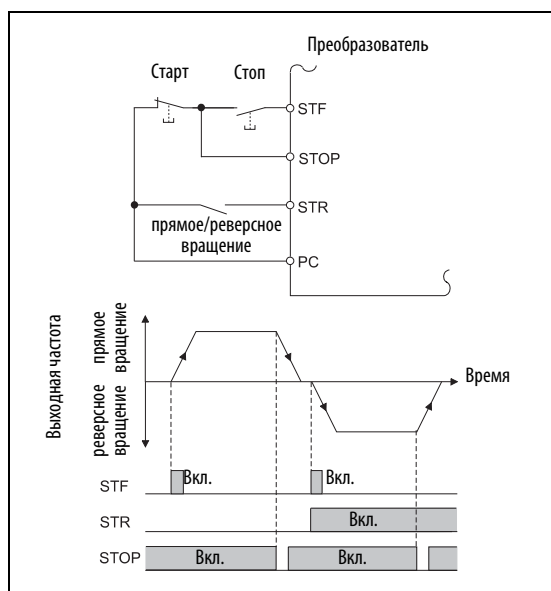 Преобразователь
Старт Стоп
STF
STOP
STR
прямое/реверсное
вращение
PC
Выходная частота
прямое
вращение
реверсное
вращение
Время
STF Вкл. Вкл.
STR Вкл.
STOP Вкл. Вкл.